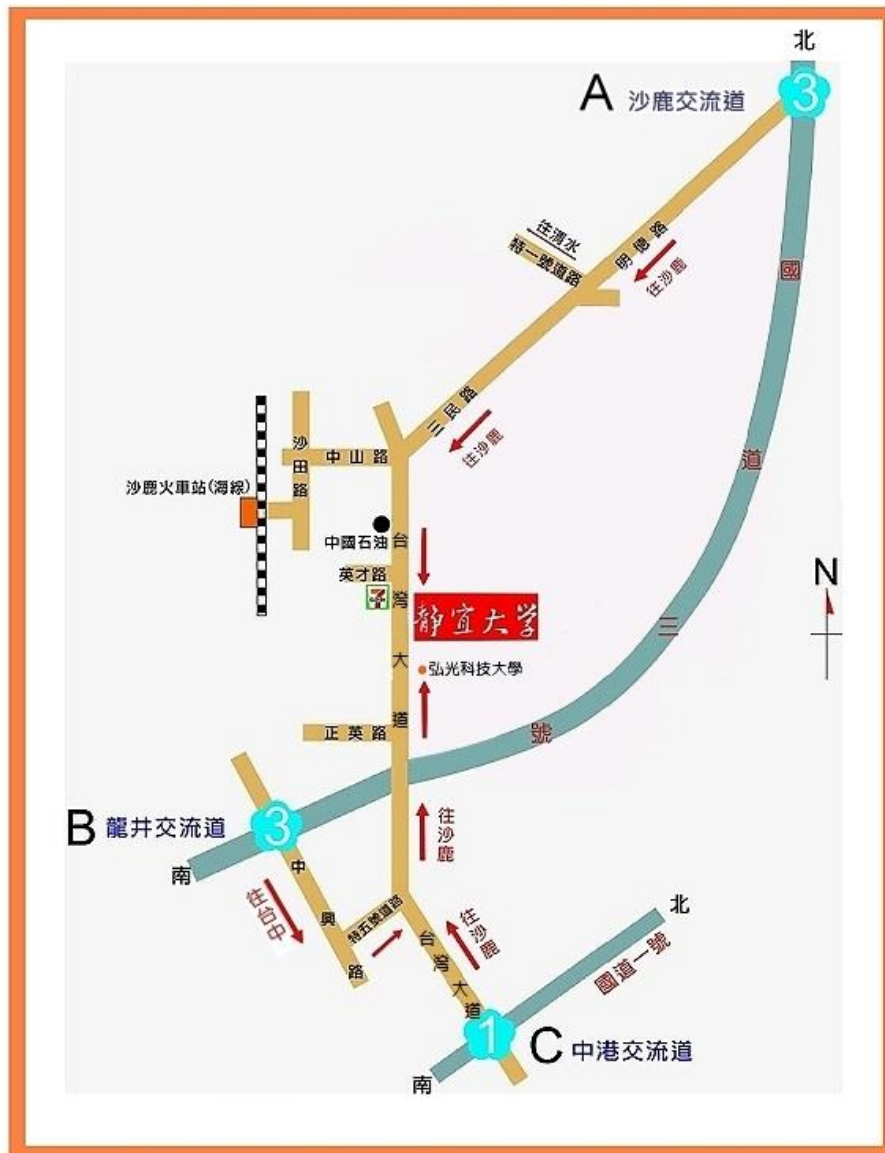 北
A 沙鹿交流道
3
往清水
特一號道路
明德路
往沙鹿
國道三號
三民路
往沙鹿
沙田路
中山路
沙鹿火車站(海線)
中國石油
英才路
7
台灣大道
靜宜大学
N
弘光科技大學
正英路
B 龍井交流道
3
南
往台中
中興路
特五號道路
往沙鹿
往沙鹿
台灣大道
北
國道一號
1
C 中港交流道
南